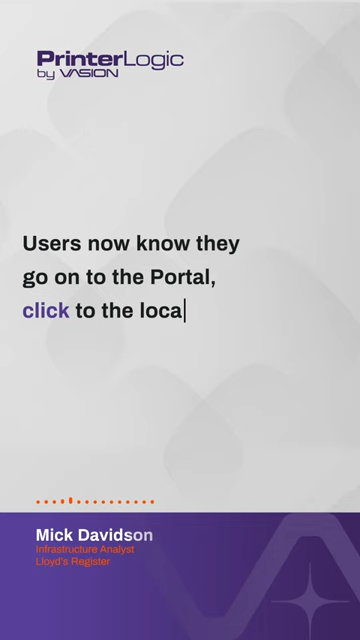 PrinterLogic
by VASION
Users now know they
go on to the Portal,
click to the loca
Mick Davidson
Infrastructure Analyst
Lloyd's Register